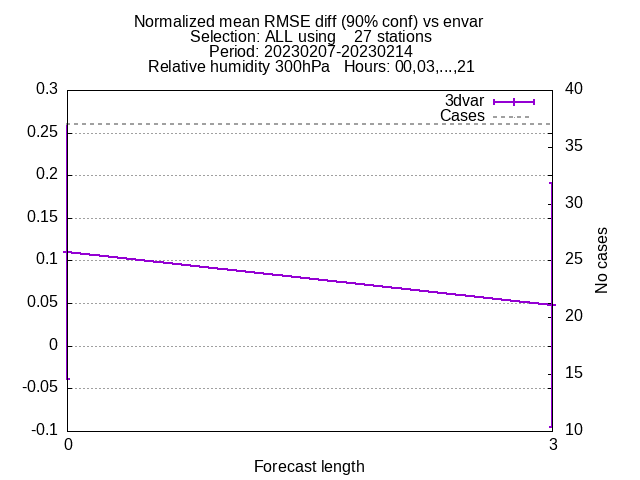 Normalized mean RMSE diff (90% conf) vs envar
Selection: ALL using    27 stations
Period: 20230207-20230214
Relative humidity 300hPa   Hours: 00,03,...,21
3dvar
Cases
0.3
0.25
0.2
0.15
0.1
0.05
0
-0.05
-0.1
40
35
30
25
20
15
10
No cases
0
3
Forecast length